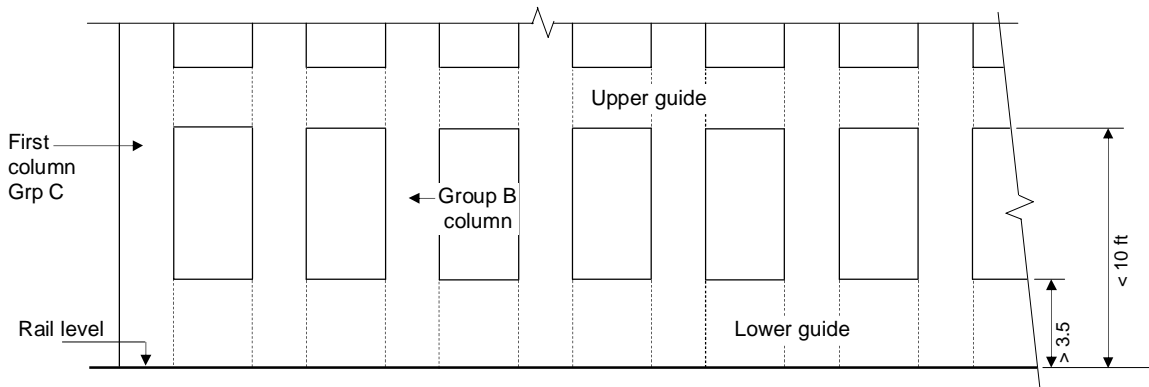 Upper guide
First
column
Grp C
Group B
column
< 10 ft
Rail level
Lower guide
> 3.5